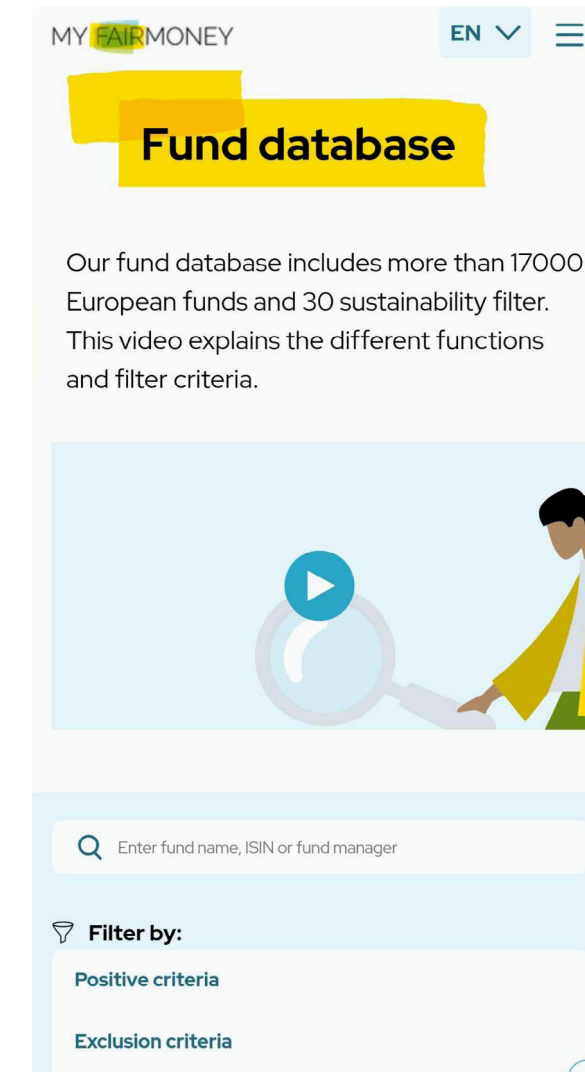 MY FAIRMONEY
EN
Fund database
Our fund database includes more than 17000
European funds and 30 sustainability filter.
This video explains the different functions
and filter criteria.
Enter fund name, ISIN or fund manager
Filter by:
Positive criteria
Exclusion criteria